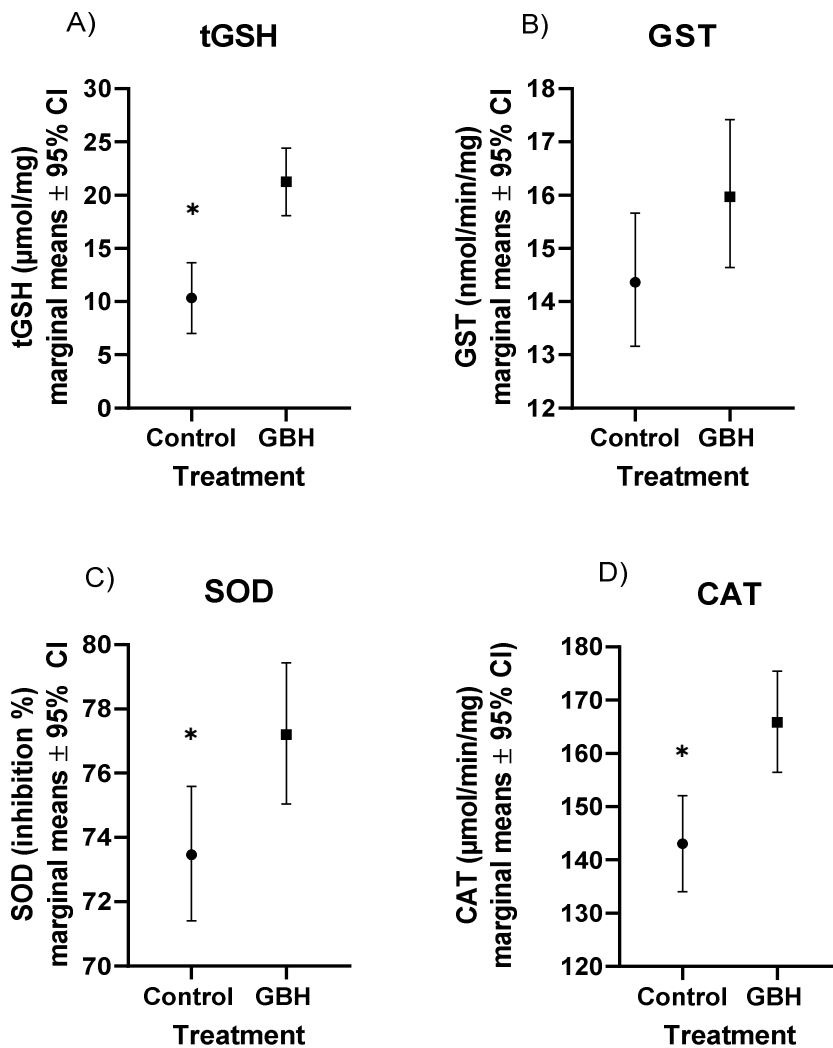 A)
tGSH
tGSH (µmol/mg)
marginal means ± 95% CI
30
25
20
15
10
5
0
*
Control GBH
Treatment
B)
GST
GST (nmol/min/mg)
marginal means ± 95% CI
18
17
16
15
14
13
12
Control GBH
Treatment
C)
SOD
SOD (inhibition %)
marginal means ± 95% CI
80
78
76
74
72
70
*
Control GBH
Treatment
D)
CAT
CAT (µmol/min/mg)
marginal means ± 95% CI)
180
170
160
150
140
130
120
*
Control GBH
Treatment